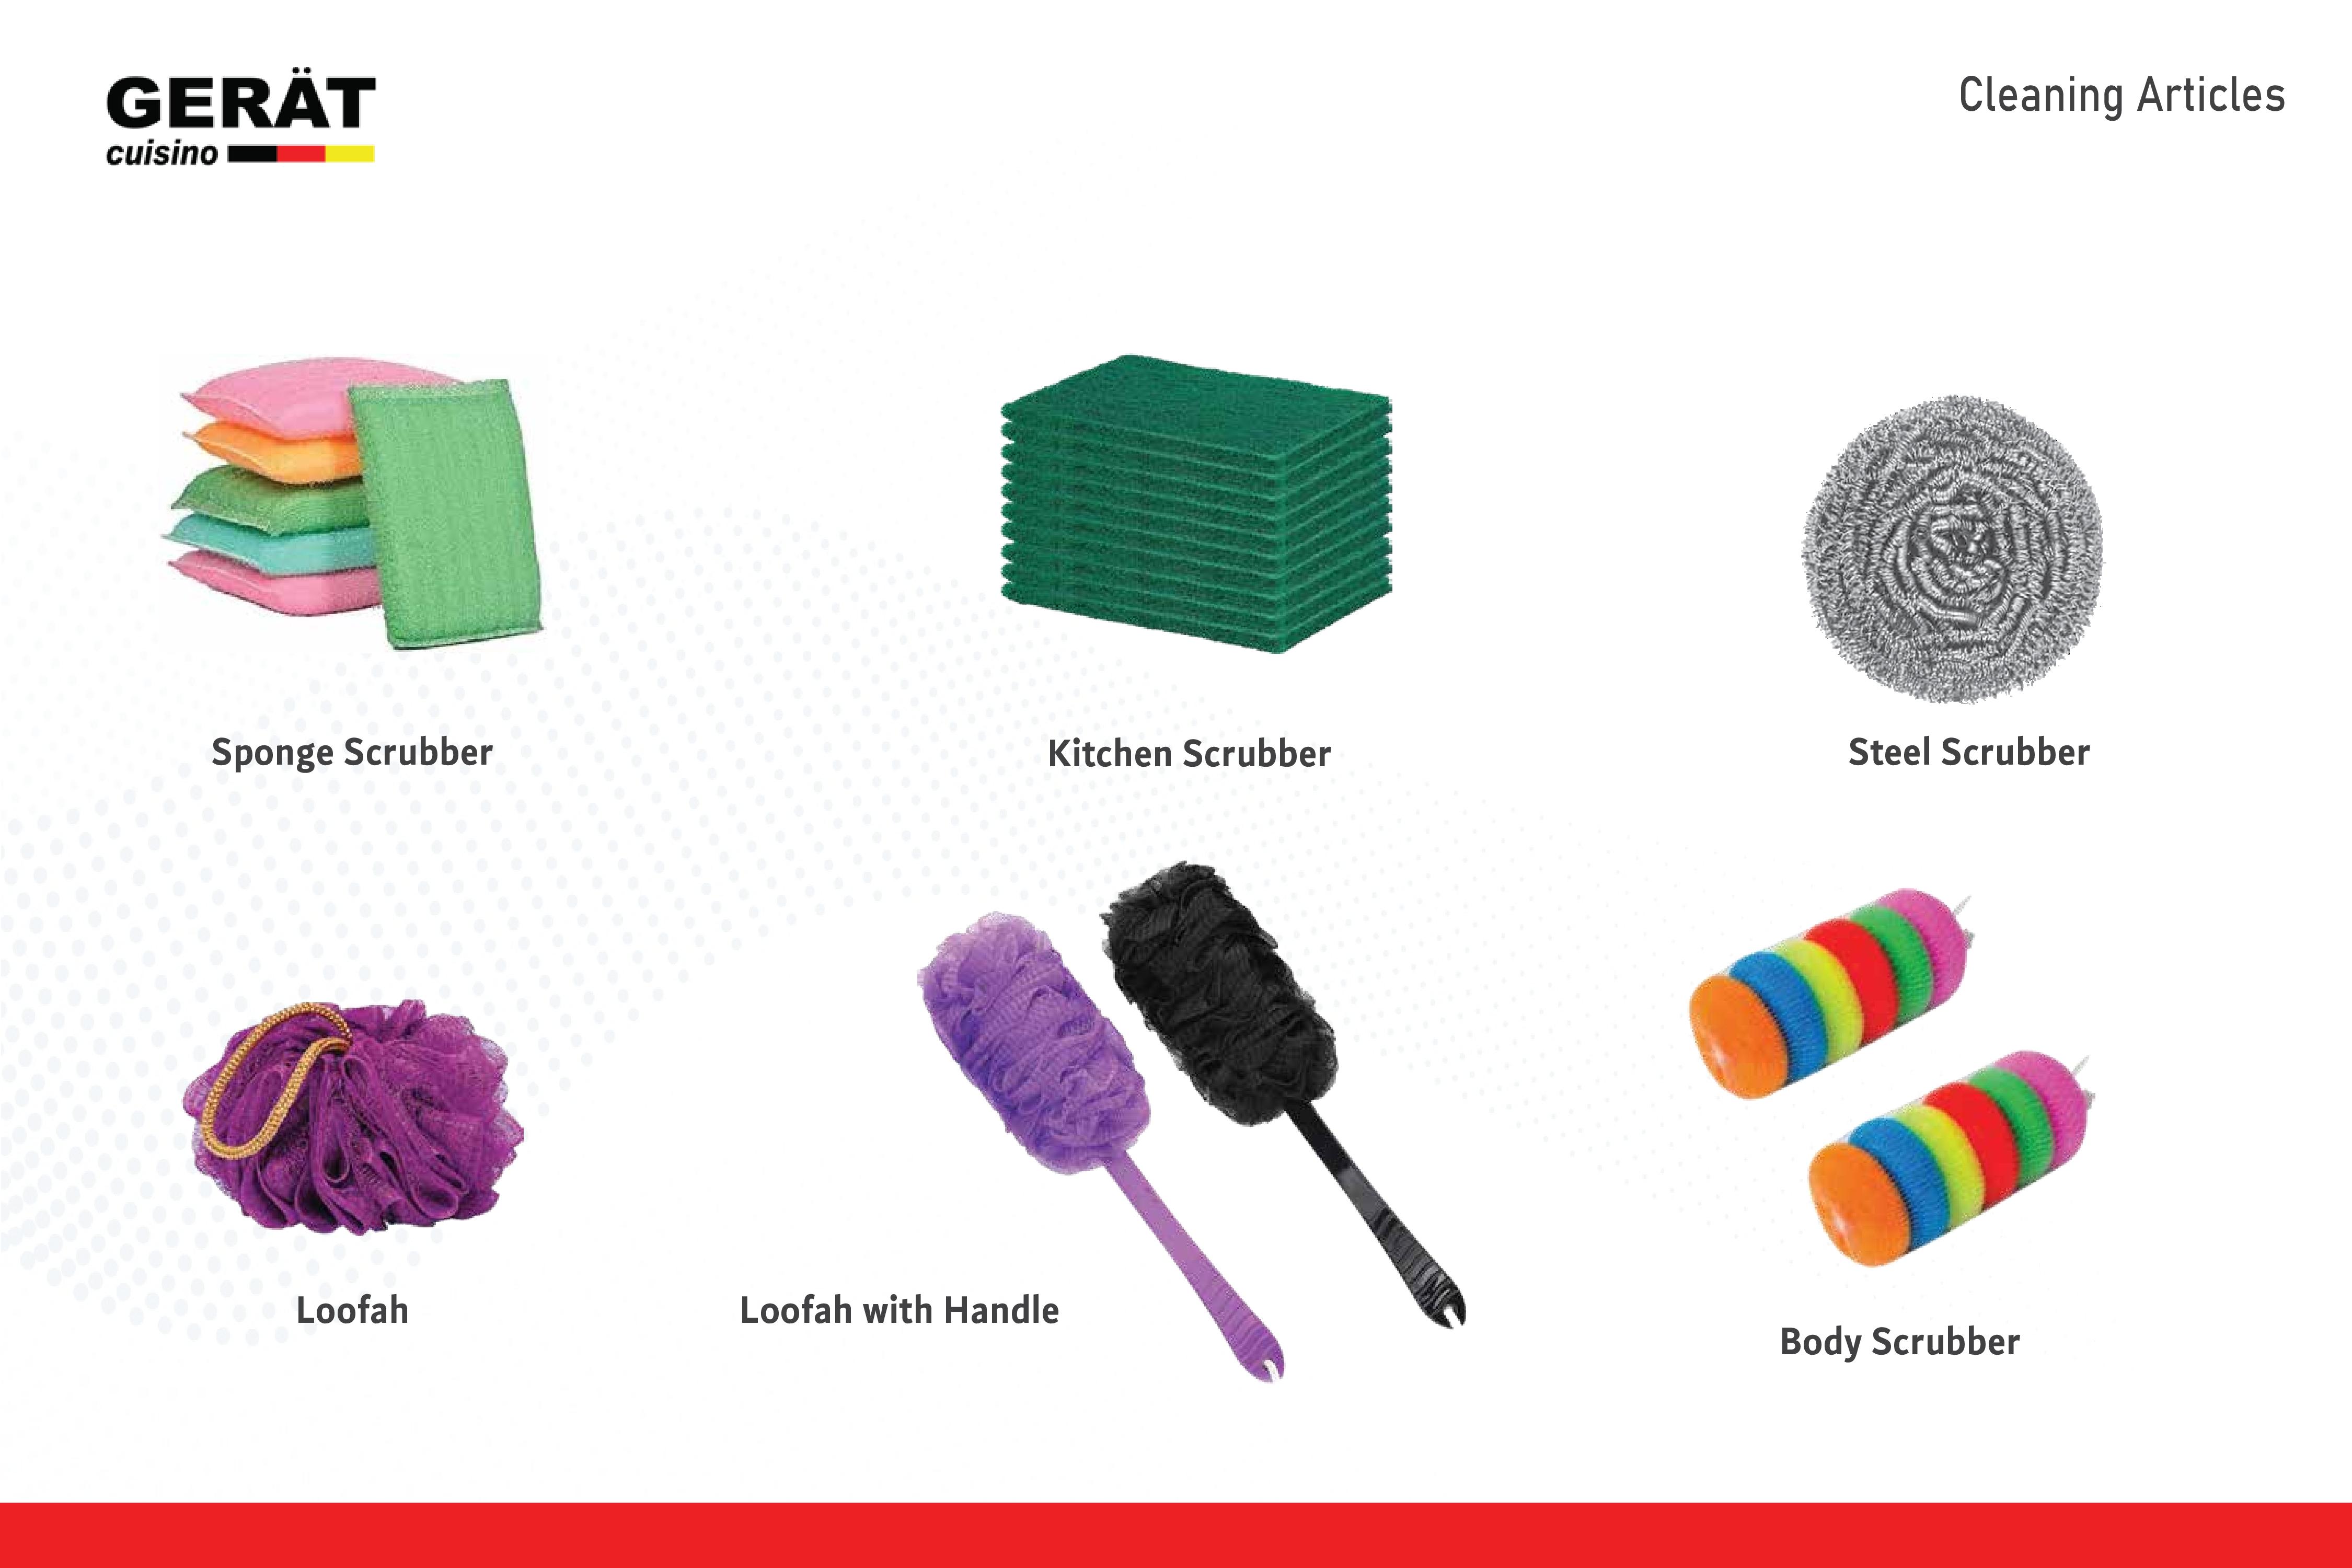 GERÄT
cuisino
Cleaning Articles
Sponge Scrubber
Kitchen Scrubber
Steel Scrubber
Loofah
Loofah with Handle
Body Scrubber